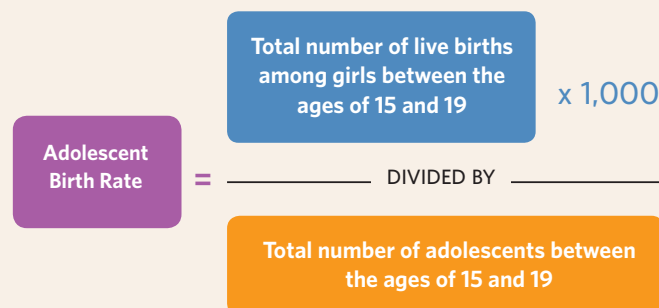 Total number of live births
among girls between the
ages of 15 and 19
x 1,000
Adolescent
Birth Rate
=
DIVIDED BY
Total number of adolescents between
the ages of 15 and 19